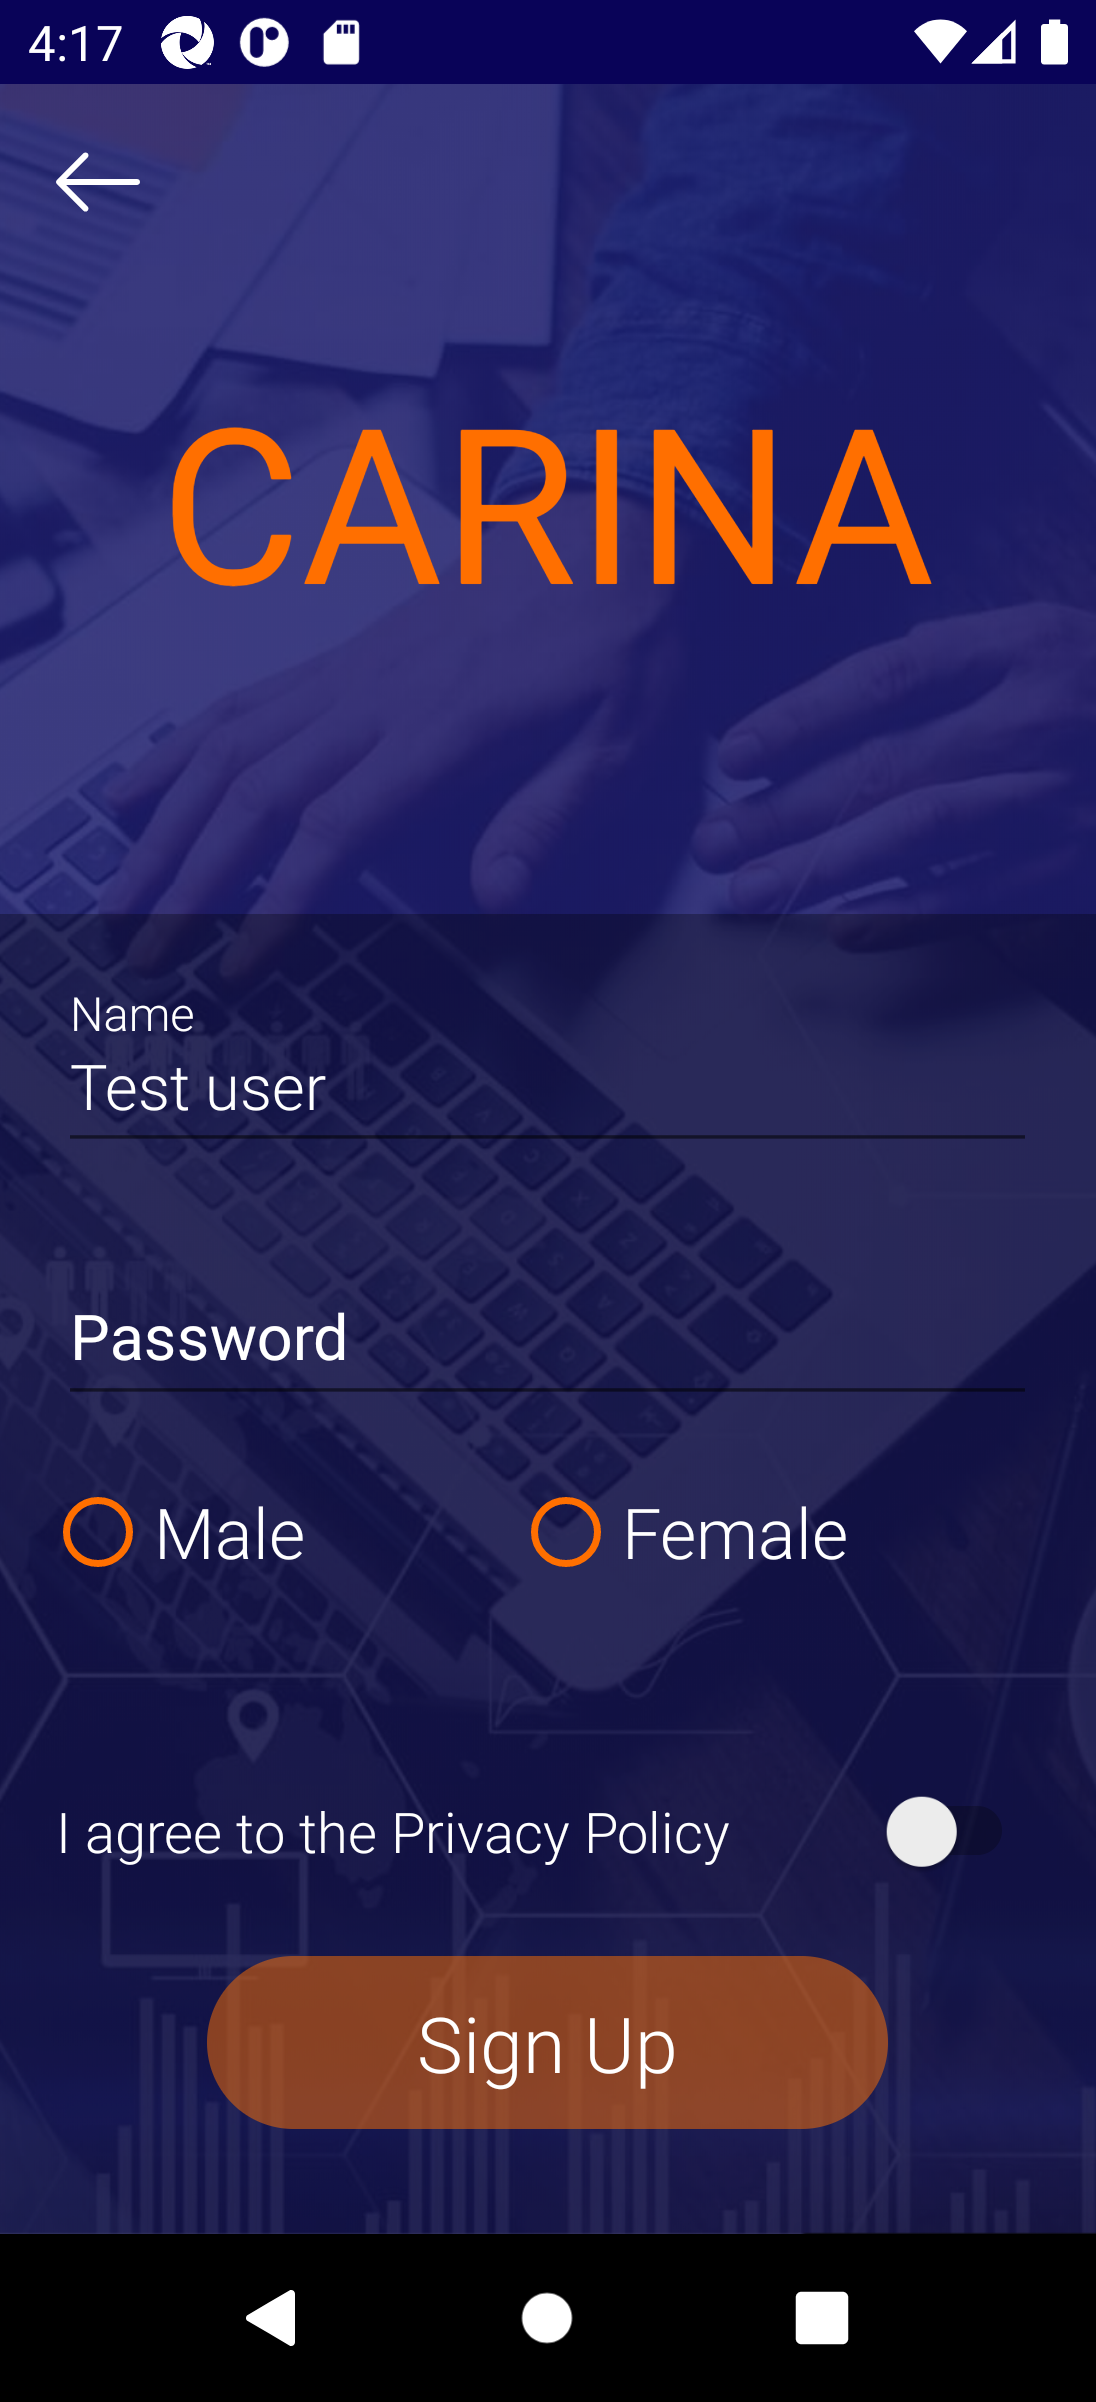 4:17
CARINA
Name
Test user
Password
Male
Female
I agree to the Privacy Policy
Sign Up